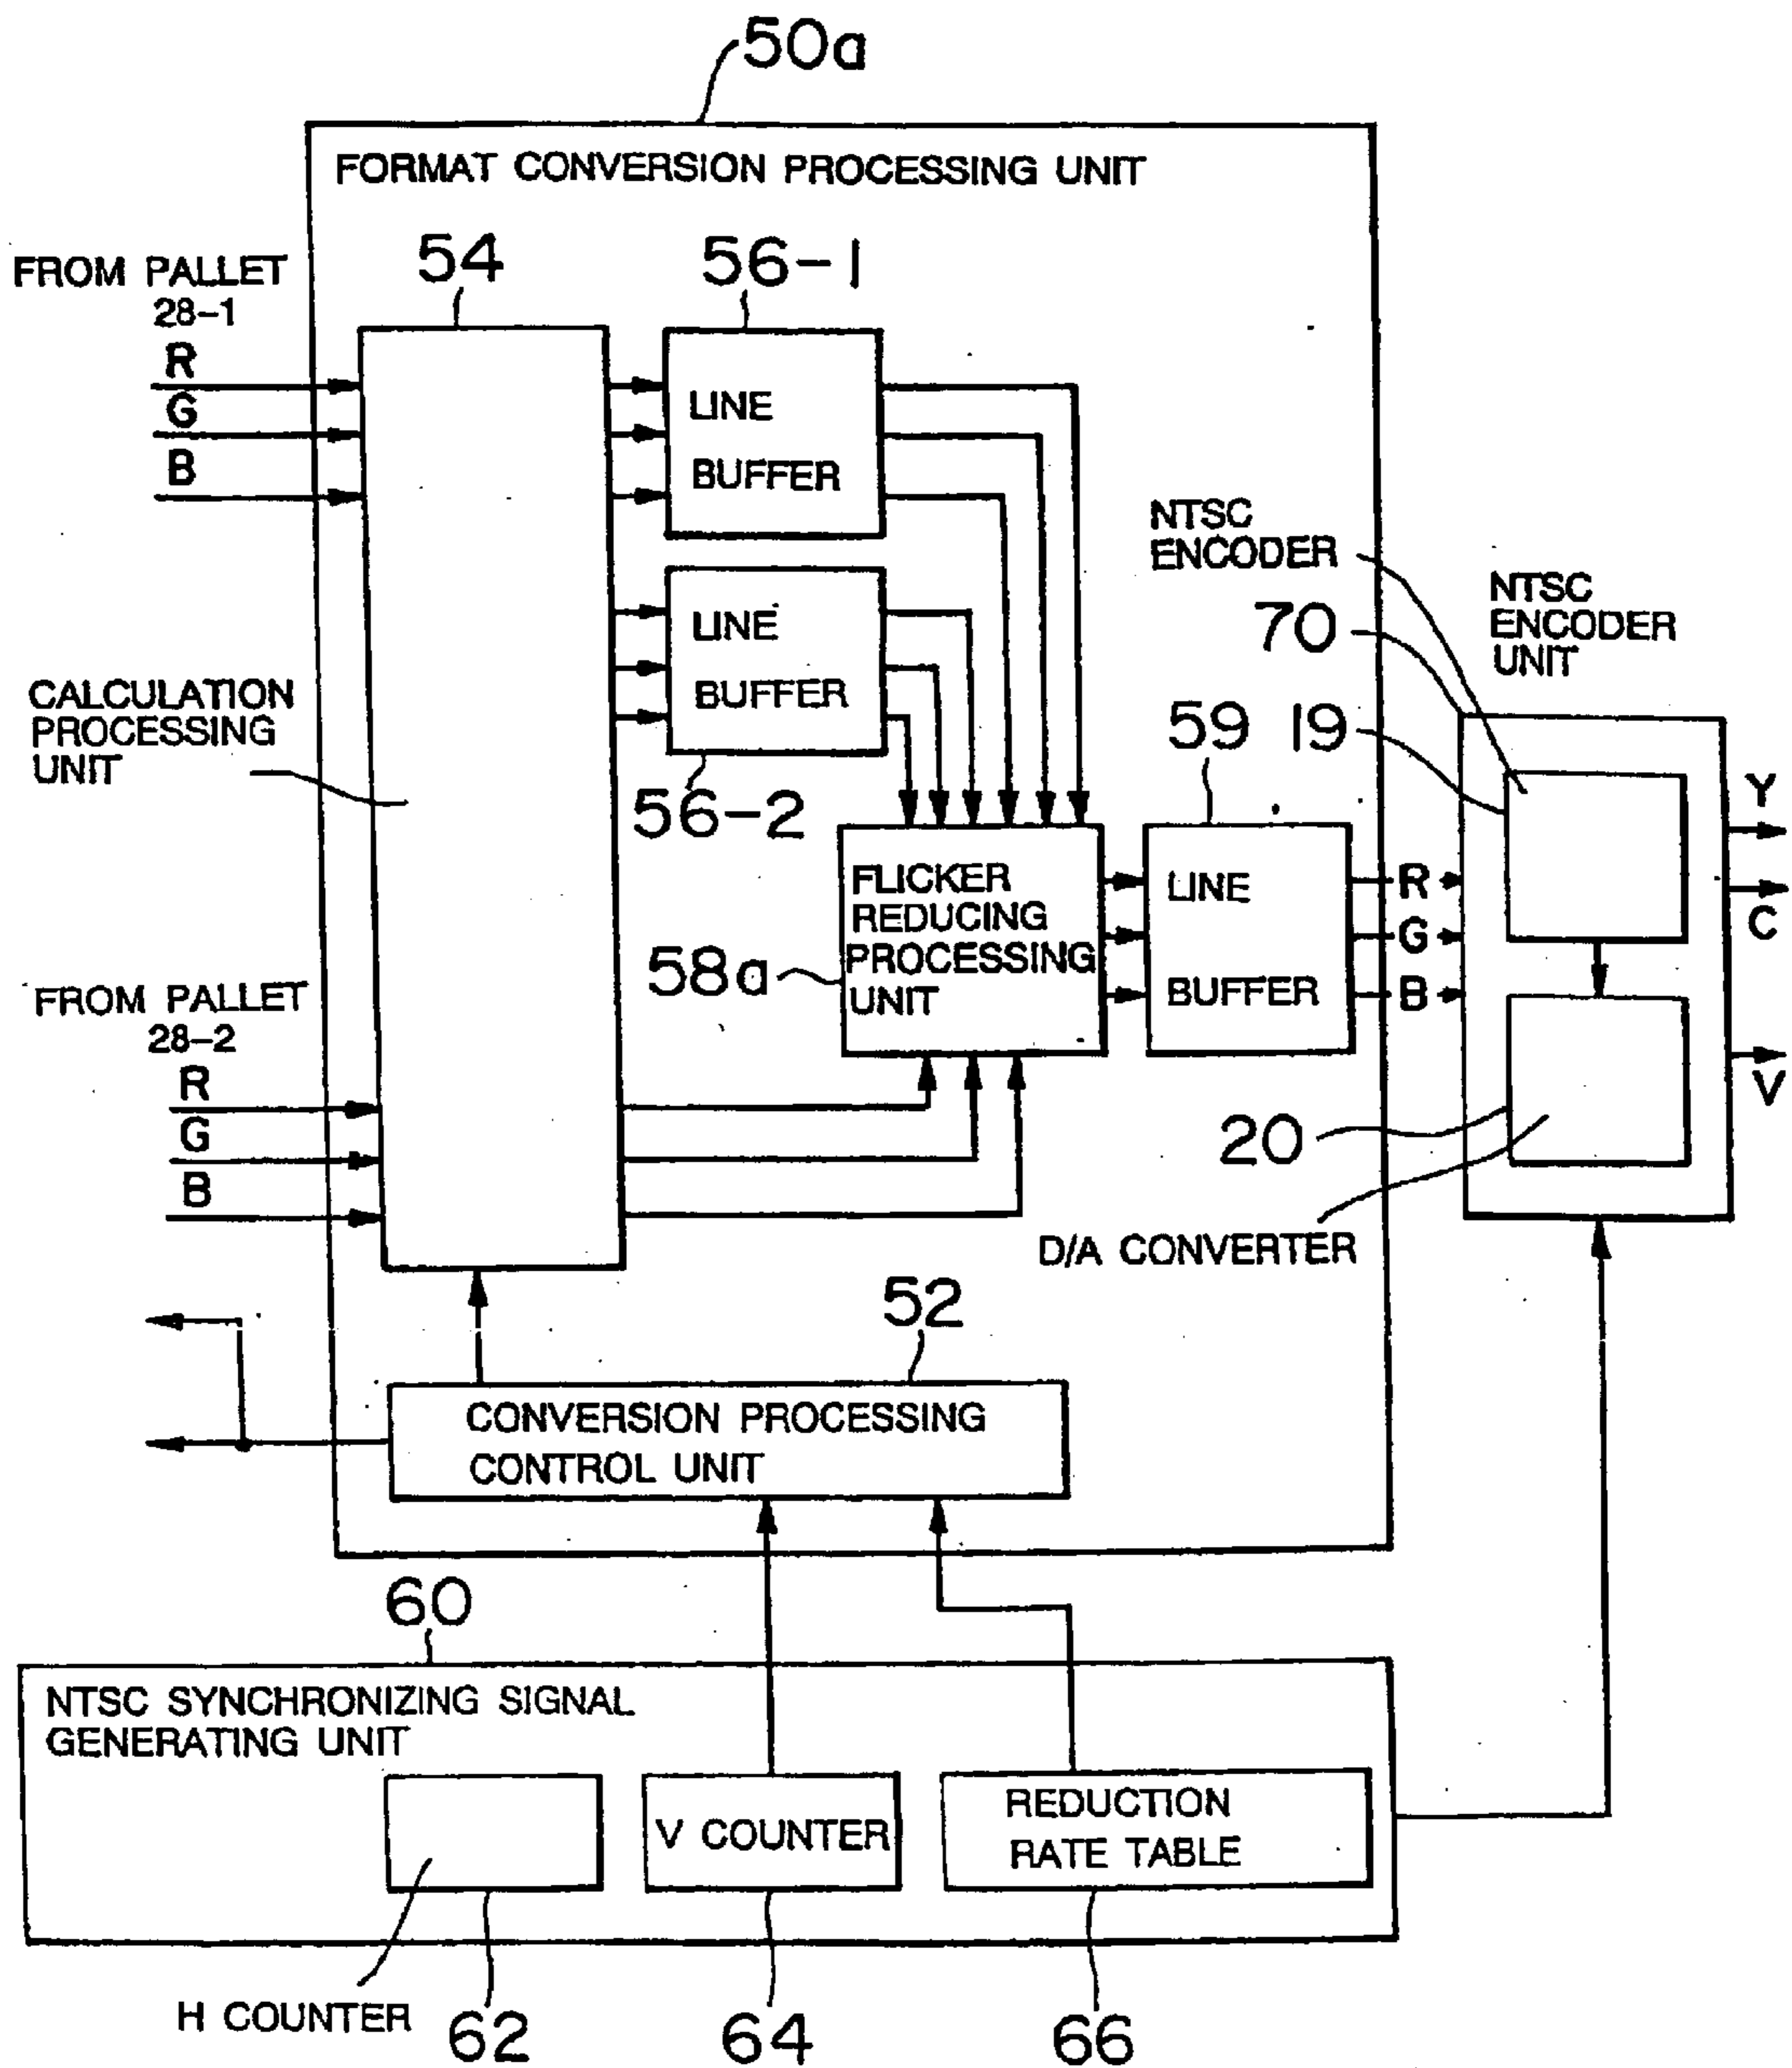 50a
FORMAT CONVERSION PROCESSING UNIT
FROM PALLET
28-1
R
G
B
54
56-1
LINE
BUFFER
LINE
BUFFER
56-2
CALCULATION
PROCESSING
UNIT
NTSC
ENCODER
70
NTSC
ENCODER
UNIT
59
19
Y
C
V
FLICKER
REDUCING
PROCESSING
UNIT
58a
LINE
BUFFER
R
G
B
FROM PALLET
28-2
R
G
B
20
D/A CONVERTER
52
CONVERSION PROCESSING
CONTROL UNIT
60
NTSC SYNCHRONIZING SIGNAL
GENERATING UNIT
V COUNTER
REDUCTION
RATE TABLE
H COUNTER
62
64
66